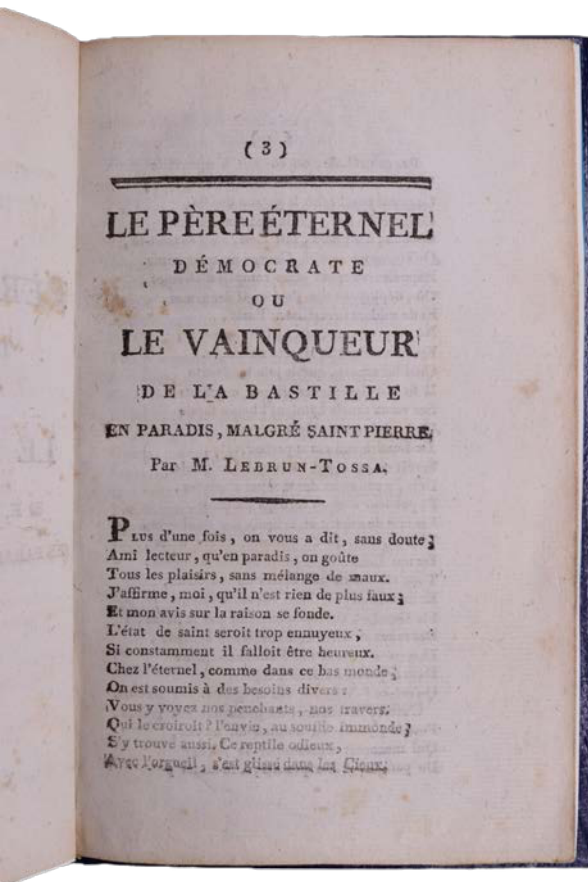 ( 3 )
LE PÈRE ÉTERNEL
DÉMOCRATE
OU
LE VAINQUEUR
DE LA BASTILLE
EN PARADIS, MALGRÉ SAINT PIERRE,
Par M. LEBRUN-TOSSA.
PLUS d'une fois, on vous a dit, sans doute;
Ami lecteur, qu'en paradis, on goûte
Tous les plaisirs, sans mélange de maux.
J'affirme, moi, qu'il n'est rien de plus faux;
Et mon avis sur la raison se fonde.
L'état de saint seroit trop ennuyeux,
Si constamment il falloit être heureux.
Chez l'éternel, comme dans ce bas monde;
On est soumis à des besoins divers:
Vous y voyez nos penchants, nos travers.
Qui le croiroit? l'envie, au souffle immonde;
S'y trouve aussi. Ce reptile odieux,
Avec l'orgueil, s'est glissé dans les Cieux;